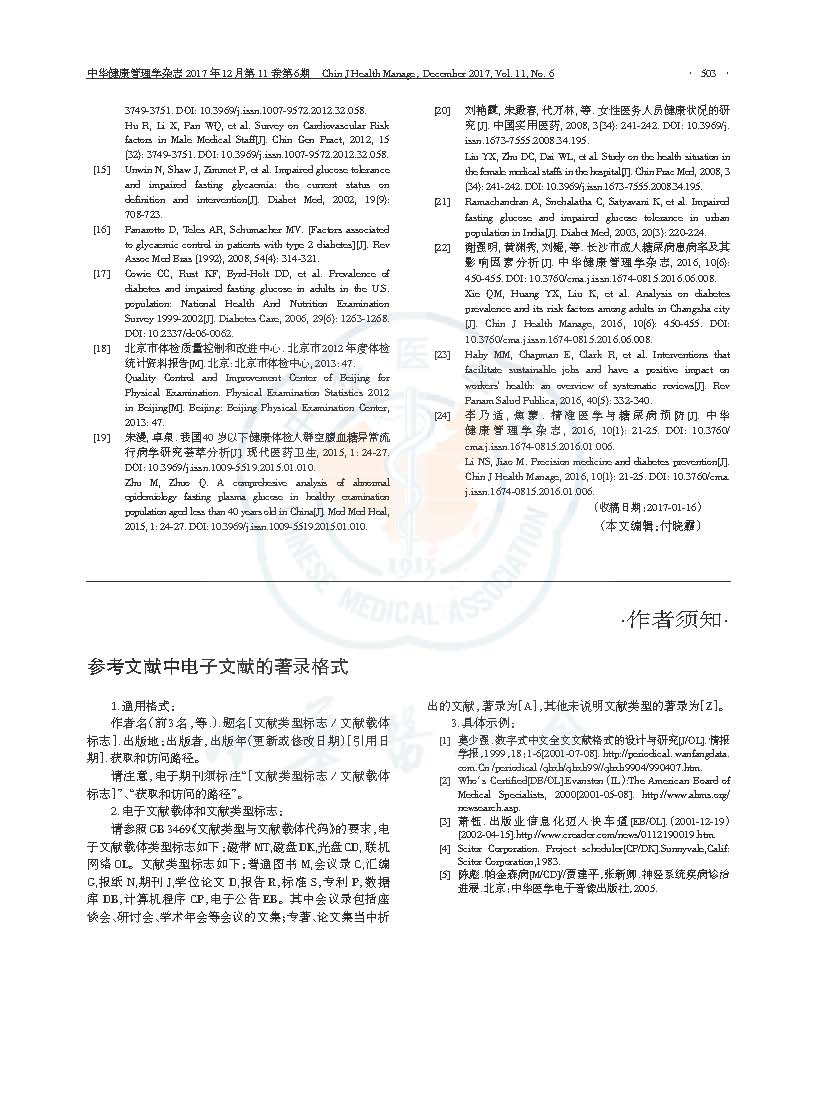 中华健康管理学杂志 2017 年 12 月第 11 卷第 6 期　Chin J Health Manage, December 2017, Vol. 11, No. 6
· 503 ·
3749-3751. DOI: 10.3969/j.issn.1007-9572.2012.32.058.
Hu R, Li X, Pan WQ, et al. Survey on Cardiovascular Risk
factors in Male Medical Staff[J]. Chin Gen Pract, 2012, 15
(32): 3749-3751. DOI: 10.3969/j.issn.1007-9572.2012.32.058.
[15] Unwin N, Shaw J, Zimmet P, et al. Impaired glucose tolerance
and impaired fasting glycaemia: the current status on
definition and intervention[J]. Diabet Med, 2002, 19(9):
708-723.
[16] Panarotto D, Teles AR, Schumacher MV. [Factors associated
to glycaemic control in patients with type 2 diabetes][J]. Rev
Assoc Med Bras (1992), 2008, 54(4): 314-321.
[17] Cowie CC, Rust KF, Byrd-Holt DD, et al. Prevalence of
diabetes and impaired fasting glucose in adults in the U.S.
population: National Health And Nutrition Examination
Survey 1999-2002[J]. Diabetes Care, 2006, 29(6): 1263-1268.
DOI: 10.2337/dc06-0062.
[18] 北京市体检质量控制和改进中心. 北京市2012 年度体检
统计资料报告[M]. 北京: 北京市体检中心, 2013: 47.
Quality Control and Improvement Center of Beijing for
Physical Examination. Physical Examination Statistics 2012
in Beijing[M]. Beijing: Beijing Physical Examination Center,
2013: 47.
[19] 朱漫, 卓泉. 我国40 岁以下健康体检人群空腹血糖异常流
行病学研究荟萃分析[J]. 现代医药卫生, 2015, 1: 24-27.
DOI: 10.3969/j.issn.1009-5519.2015.01.010.
Zhu M, Zhuo Q. A comprehesive analysis of abnormal
epidemiology fasting plasma glucose in healthy examination
population aged less than 40 years old in China[J]. Mod Med Heal,
2015, 1: 24-27. DOI: 10.3969/j.issn.1009-5519.2015.01.010.
[20] 刘艳霞, 朱殿春, 代万林, 等. 女性医务人员健康状况的研
究[J]. 中国实用医药, 2008, 3(34): 241-242. DOI: 10.3969/j.
issn.1673-7555.2008.34.195.
Liu YX, Zhu DC, Dai WL, et al. Study on the health situation in
the female medical staffs in the hospital[J]. Chin Prac Med, 2008, 3
(34): 241-242. DOI: 10.3969/j.issn.1673-7555.2008.34.195.
[21] Ramachandran A, Snehalatha C, Satyavani K, et al. Impaired
fasting glucose and impaired glucose tolerance in urban
population in India[J]. Diabet Med, 2003, 20(3): 220-224.
[22] 谢强明, 黄渊秀, 刘锟, 等. 长沙市成人糖尿病患病率及其
影响因素分析[J]. 中华健康管理学杂志, 2016, 10(6):
450-455. DOI: 10.3760/cma.j.issn.1674-0815.2016.06.008.
Xie QM, Huang YX, Liu K, et al. Analysis on diabetes
prevalence and its risk factors among adults in Changsha city
[J]. Chin J Health Manage, 2016, 10(6): 450-455. DOI:
10.3760/cma.j.issn.1674-0815.2016.06.008.
[23] Haby MM, Chapman E, Clark R, et al. Interventions that
facilitate sustainable jobs and have a positive impact on
workers' health: an overview of systematic reviews[J]. Rev
Panam Salud Publica, 2016, 40(5): 332-340.
[24] 李乃适, 焦蒙. 精准医学与糖尿病预防[J]. 中华
健康管理学杂志, 2016, 10(1): 21-25. DOI: 10.3760/
cma.j.issn.1674-0815.2016.01.006.
Li NS, Jiao M. Precision medicine and diabetes prevention[J].
Chin J Health Manage, 2016, 10(1): 21-25. DOI: 10.3760/cma.
j.issn.1674-0815.2016.01.006.
（收稿日期：2017-01-16）
（本文编辑：付晓霞）
·作者须知·
参考文献中电子文献的著录格式
1. 通用格式：
作者名（前3 名，等.）. 题名[文献类型标志／文献载体
标志]. 出版地：出版者，出版年（更新或修改日期）[引用日
期]. 获取和访问路径。
请注意，电子期刊须标注“[文献类型标志／文献载体
标志]”、“获取和访问的路径”。
2. 电子文献载体和文献类型标志：
请参照GB 3469《文献类型与文献载体代码》的要求，电
子文献载体类型标志如下：磁带MT，磁盘DK，光盘CD，联机
网络OL。文献类型标志如下：普通图书M，会议录C，汇编
G，报纸N，期刊J，学位论文D，报告R，标准S，专利P，数据
库DB，计算机程序CP，电子公告EB。其中会议录包括座
谈会、研讨会、学术年会等会议的文集；专著、论文集当中析
出的文献，著录为[A]，其他未说明文献类型的著录为[Z]。
3. 具体示例：
[1] 莫少强. 数字式中文全文文献格式的设计与研究[J/OL]. 情报
学报，1999，18：1-6[2001-07-08]. http://periodical. wanfangdata.
com.Cn /periodical /qbxb/qbxb99//qbxb9904/990407.htm.
[2] Who′s Certified[DB/OL].Evanston（IL）:The American Board of
Medical Specialists, 2000[2001-05-08]. http://www.abms.org/
newsearch.asp.
[3] 萧钰. 出版业信息化迈入快车道[EB/OL].（2001-12-19）
[2002-04-15].http://www.creader.com/news/0112190019.htm.
[4] Scitor Corporation. Project scheduler[CP/DK].Sunnyvale,Calif:
Scitor Corporation,1983.
[5] 陈彪. 帕金森病[M/CD]//贾建平，张新卿. 神经系统疾病诊治
进展. 北京：中华医学电子音像出版社，2005.